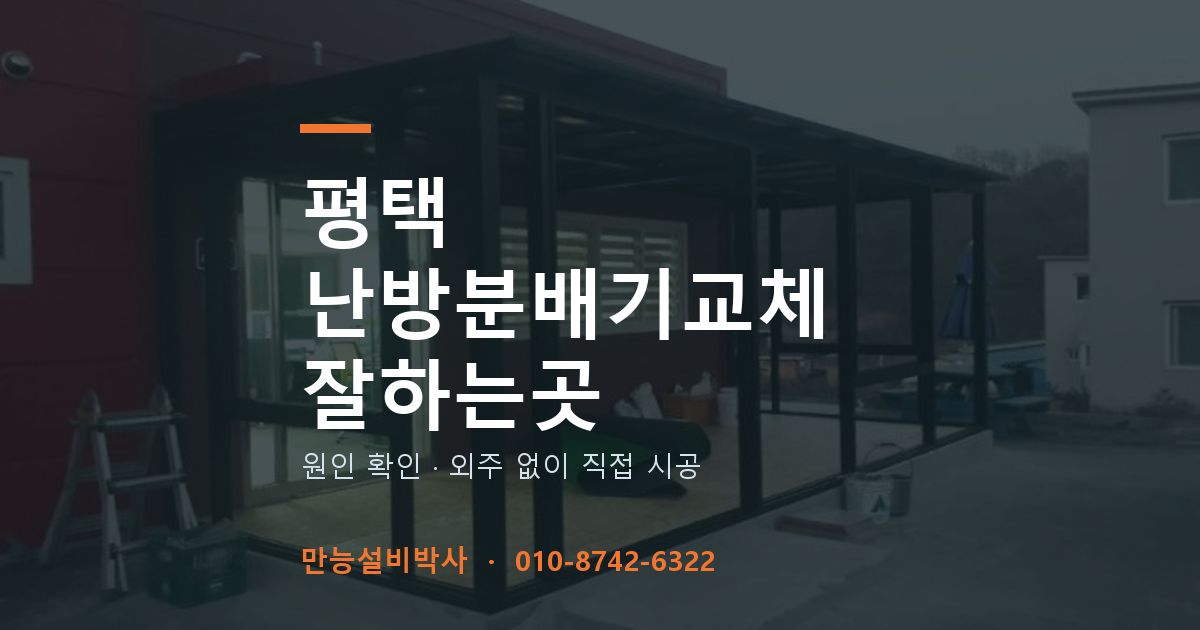 평택
난방분배기교체
잘하는곳
원인 확인 · 외주 없이 직접 시공
만능설비박사 · 010-8742-6322